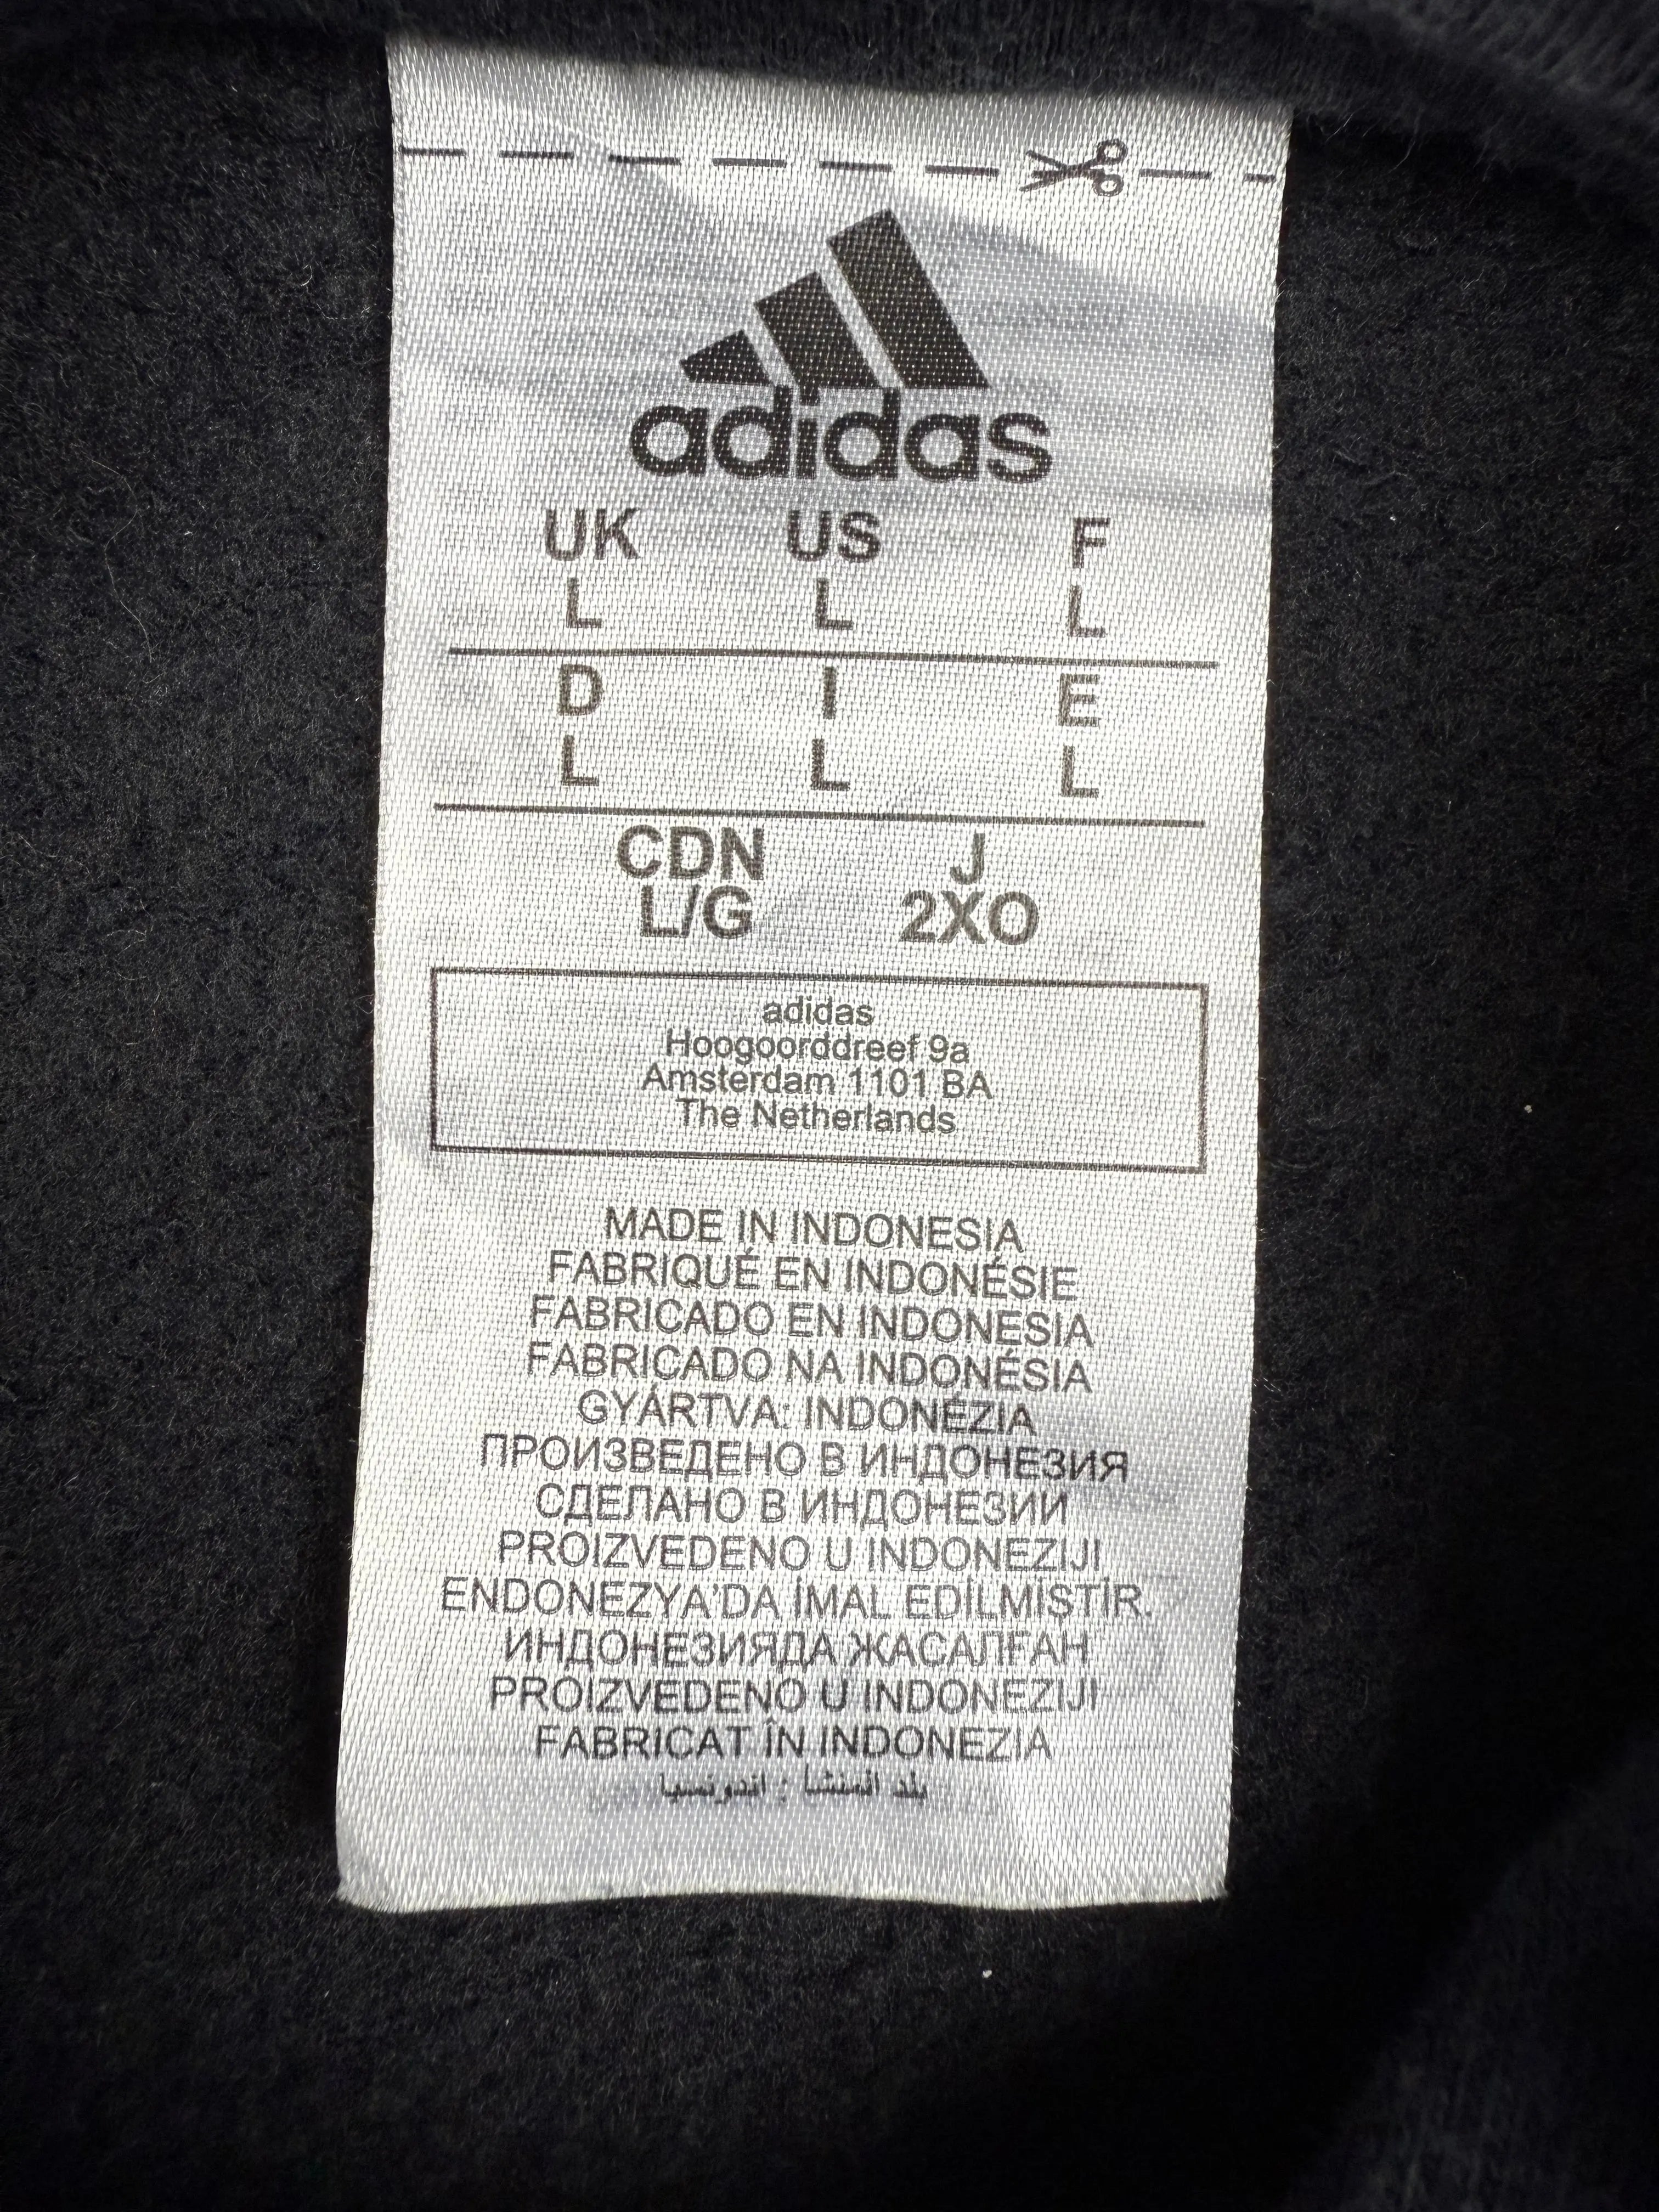 adidas
UK US F
L L L
D I E
L L L
CDN J
L/G 2XO
adidas
Hoogoorddreef 9a
Amsterdam 1101 BA
The Netherlands
MADE IN INDONESIA
FABRIQUÉ EN INDONÉSIE
FABRICADO EN INDONESIA
FABRICADO NA INDONÉSIA
GYÁRTVA: INDONÉZIA
ПРОИЗВЕДЕНО В ИНДОНЕЗИЯ
СДЕЛАНО В ИНДОНЕЗИИ
PROIZVEDENO U INDONEZIJI
ENDONEZYA'DA İMAL EDİLMİŞTİR.
ИНДОНЕЗИЯДА ЖАСАЛҒАН
PROIZVEDENO U INDONEZIJI
FABRICAT ÎN INDONEZIA
بلد المنشأ : اندونسيا